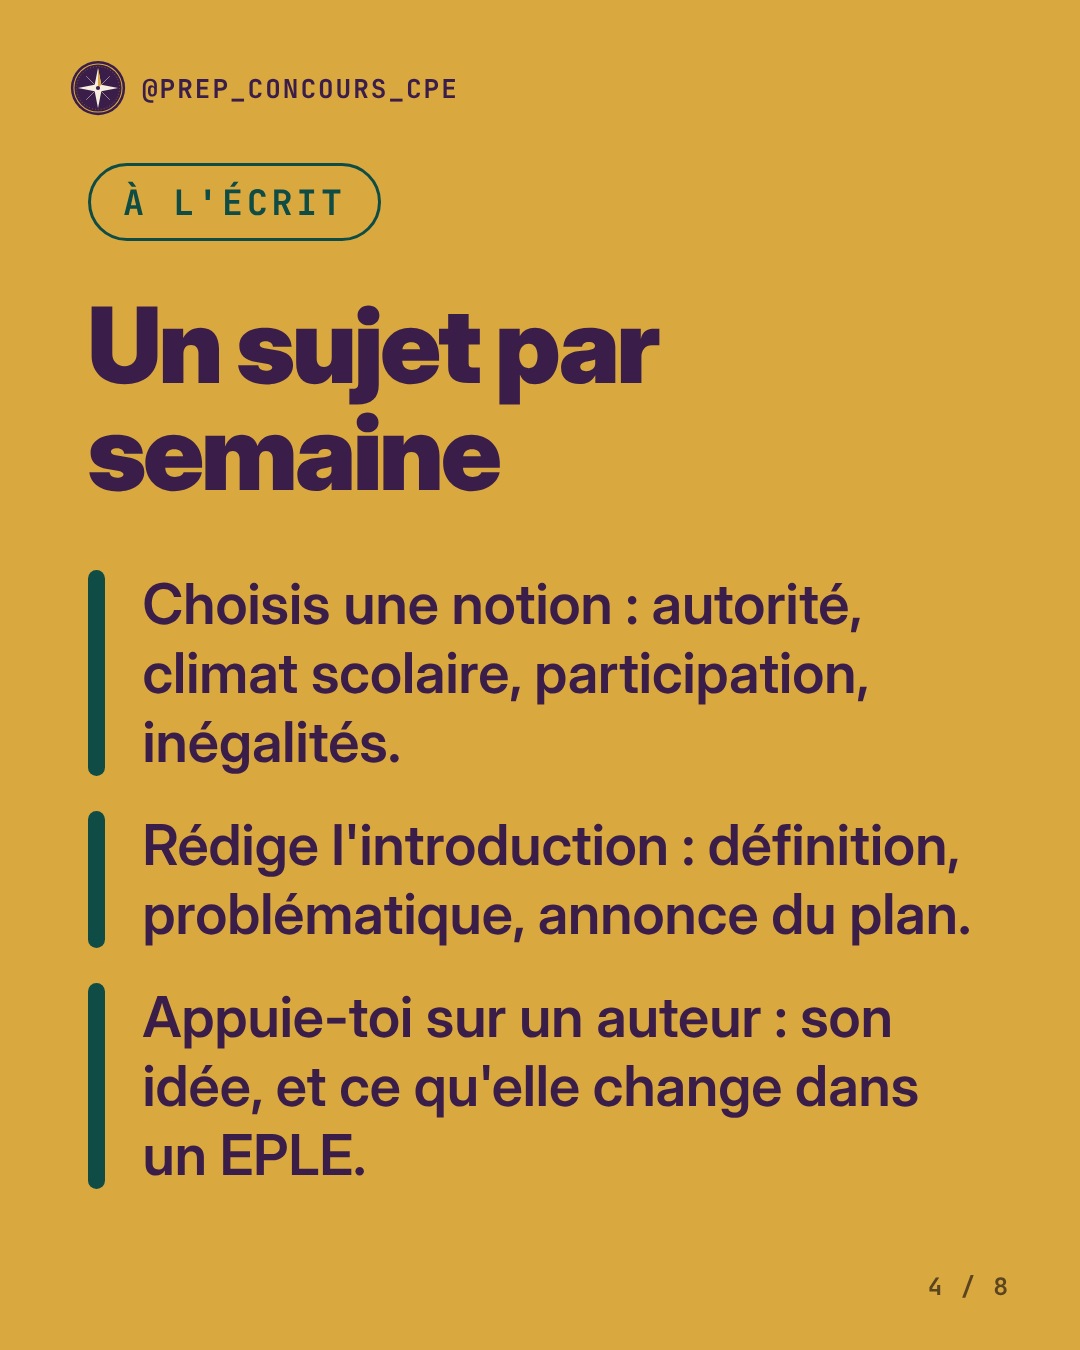 @PREP_CONCOURS_CPE
À L'ÉCRIT
Un sujet par
semaine
Choisis une notion : autorité,
climat scolaire, participation,
inégalités.
Rédige l'introduction : définition,
problématique, annonce du plan.
Appuie-toi sur un auteur : son
idée, et ce qu'elle change dans
un EPLE.
4 / 8